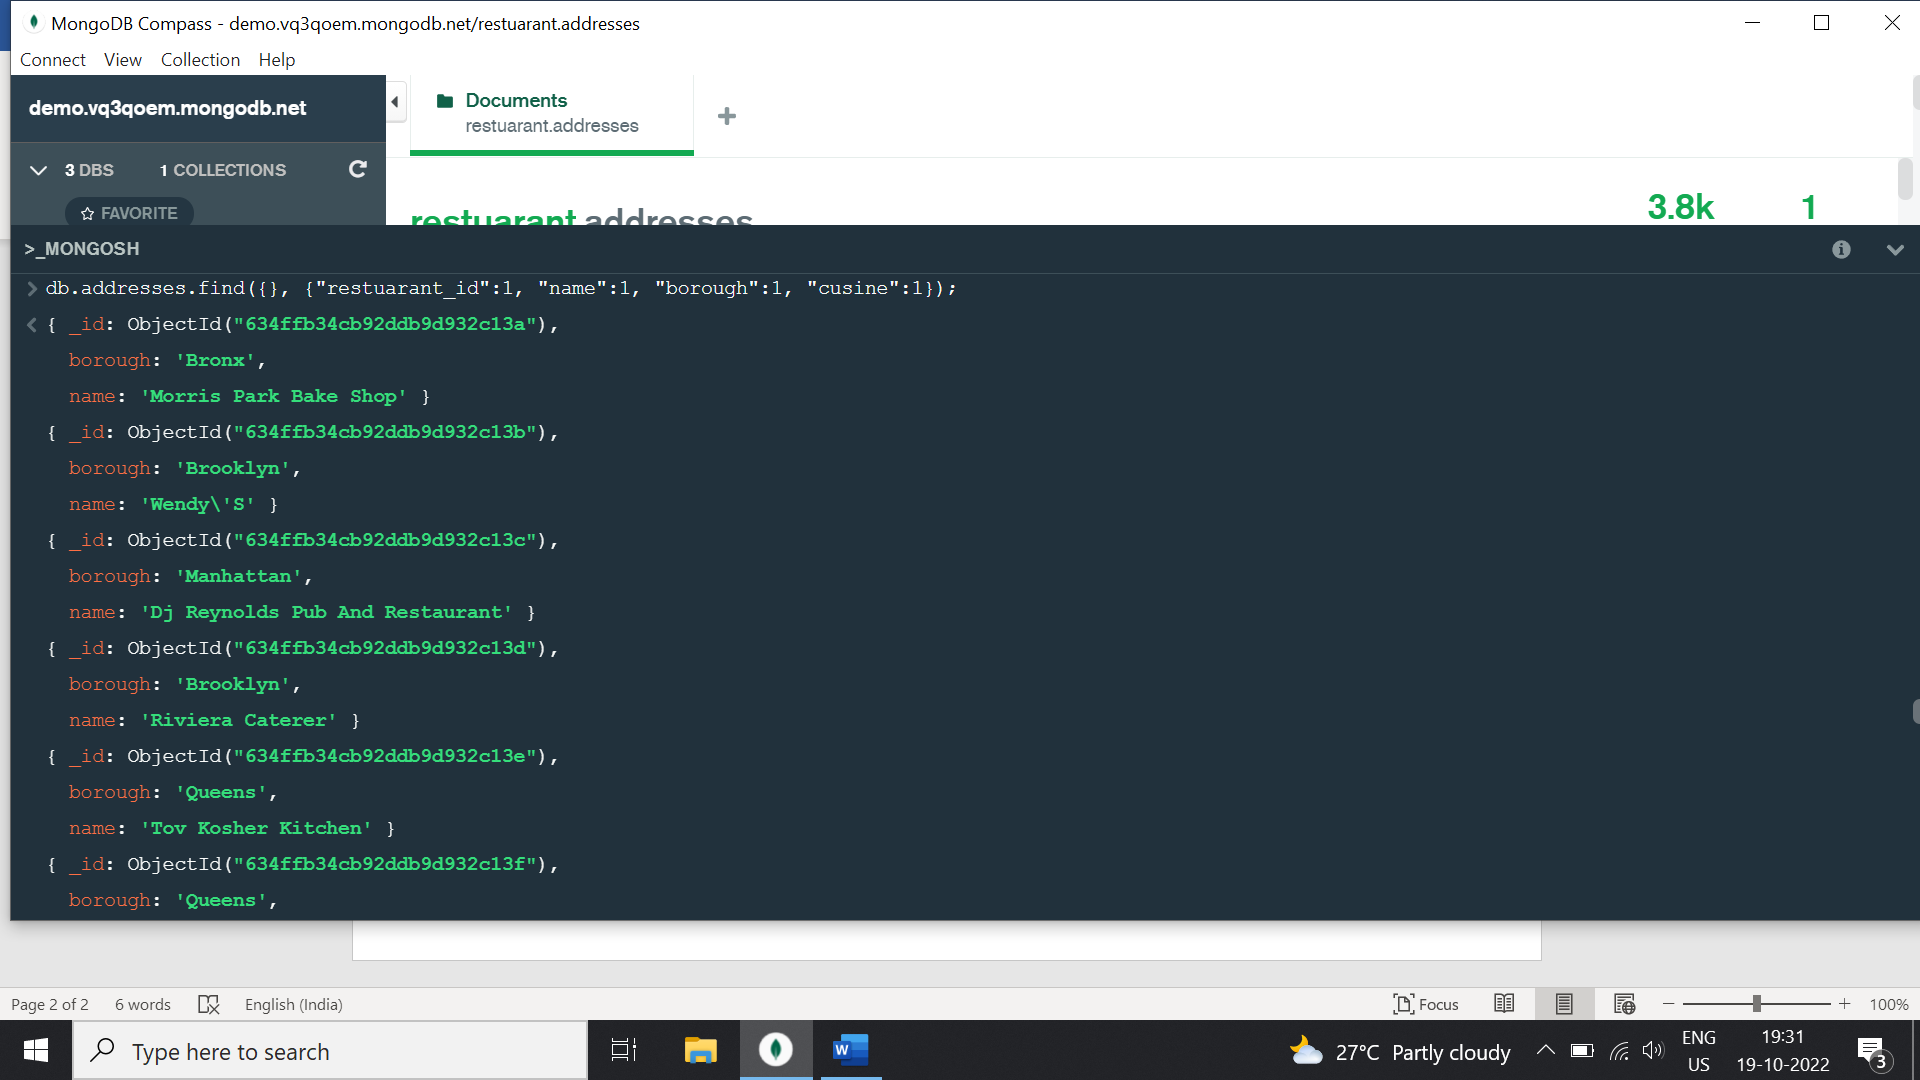 MongoDB Compass - demo.vq3qoem.mongodb.net/restuarant.addresses
Connect View Collection Help
demo.vq3qoem.mongodb.net
Documents
restuarant.addresses
3 DBS 1 COLLECTIONS
FAVORITE
restuarant.addresses
3.8k 1
>_MONGOSH
db.addresses.find({}, {"restuarant_id":1, "name":1, "borough":1, "cusine":1});
{ _id: ObjectId("634ffb34cb92ddb9d932c13a"),
borough: 'Bronx',
name: 'Morris Park Bake Shop' }
{ _id: ObjectId("634ffb34cb92ddb9d932c13b"),
borough: 'Brooklyn',
name: 'Wendy\'S' }
{ _id: ObjectId("634ffb34cb92ddb9d932c13c"),
borough: 'Manhattan',
name: 'Dj Reynolds Pub And Restaurant' }
{ _id: ObjectId("634ffb34cb92ddb9d932c13d"),
borough: 'Brooklyn',
name: 'Riviera Caterer' }
{ _id: ObjectId("634ffb34cb92ddb9d932c13e"),
borough: 'Queens',
name: 'Tov Kosher Kitchen' }
{ _id: ObjectId("634ffb34cb92ddb9d932c13f"),
borough: 'Queens',
Page 2 of 2 6 words English (India) Focus 100%
Type here to search
27°C Partly cloudy
ENG
US
19:31
19-10-2022
3